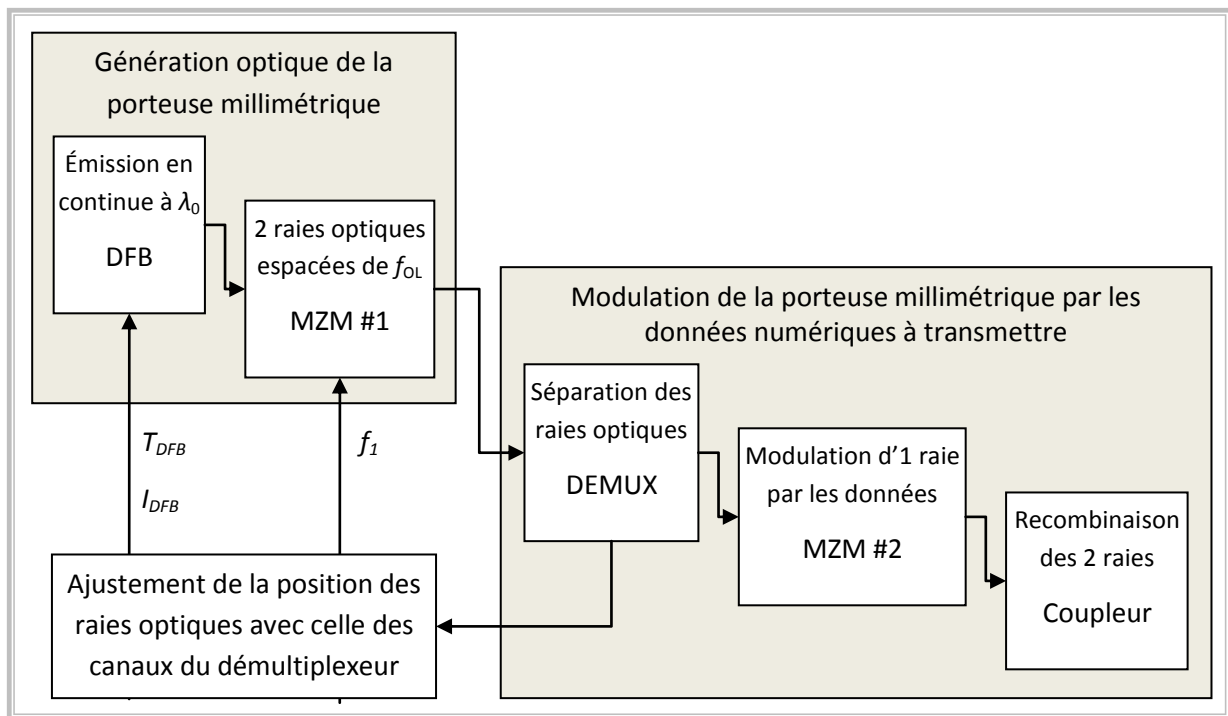 Génération optique de la
porteuse millimétrique
Émission en
continue à λ0
DFB
2 raies optiques
espacées de fOL
MZM #1
Modulation de la porteuse millimétrique par les
données numériques à transmettre
Séparation des
raies optiques
DEMUX
Modulation d'1 raie
par les données
MZM #2
Recombinaison
des 2 raies
Coupleur
TDFB
IDFB
f1
Ajustement de la position des
raies optiques avec celle des
canaux du démultiplexeur